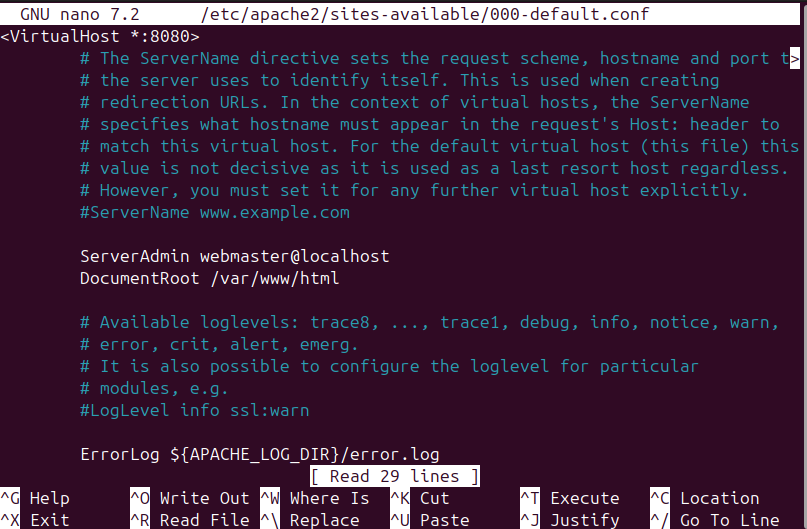 GNU nano 7.2 /etc/apache2/sites-available/000-default.conf
<VirtualHost *:8080>
# The ServerName directive sets the request scheme, hostname and port t>
# the server uses to identify itself. This is used when creating
# redirection URLs. In the context of virtual hosts, the ServerName
# specifies what hostname must appear in the request's Host: header to
# match this virtual host. For the default virtual host (this file) this
# value is not decisive as it is used as a last resort host regardless.
# However, you must set it for any further virtual host explicitly.
#ServerName www.example.com
ServerAdmin webmaster@localhost
DocumentRoot /var/www/html
# Available loglevels: trace8, ..., trace1, debug, info, notice, warn,
# error, crit, alert, emerg.
# It is also possible to configure the loglevel for particular
# modules, e.g.
#LogLevel info ssl:warn
ErrorLog ${APACHE_LOG_DIR}/error.log
[ Read 29 lines ]
^G Help ^O Write Out ^W Where Is ^K Cut ^T Execute ^C Location
^X Exit ^R Read File ^\ Replace ^U Paste ^J Justify ^/ Go To Line